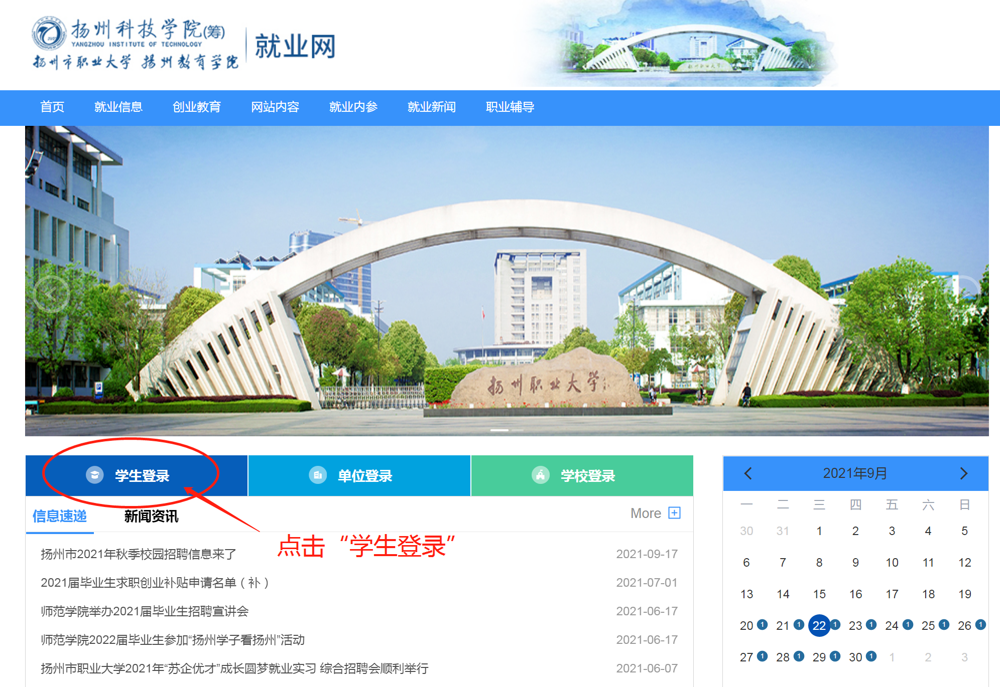 扬州科技学院(筹)
YANGZHOU INSTITUTE OF TECHNOLOGY
扬州市职业大学 扬州教育学院
就业网
首页 就业信息 创业教育 网站内容 就业内参 就业新闻 职业辅导
扬州职业大学
学生登录 单位登录 学校登录
信息速递 新闻资讯 More
点击“学生登录”
扬州市2021年秋季校园招聘信息来了 2021-09-17
2021届毕业生求职创业补贴申请名单（补） 2021-07-01
师范学院举办2021届毕业生招聘宣讲会 2021-06-17
师范学院2022届毕业生参加“扬州学子看扬州”活动 2021-06-17
扬州市职业大学2021年“苏企优才”成长圆梦就业实习 综合招聘会顺利举行 2021-06-07
2021年9月
一 二 三 四 五 六 日
30 31 1 2 3 4 5
6 7 8 9 10 11 12
13 14 15 16 17 18 19
20 1 21 1 22 1 23 1 24 1 25 1 26 1
27 1 28 1 29 1 30 1 1 2 3